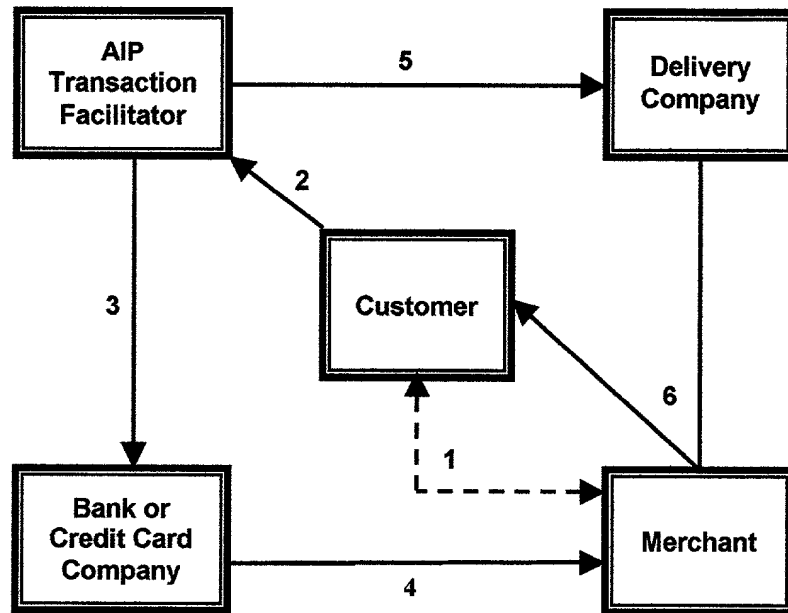 AIP
Transaction
Facilitator
5
Delivery
Company
2
3
Customer
6
1
Bank or
Credit Card
Company
4
Merchant